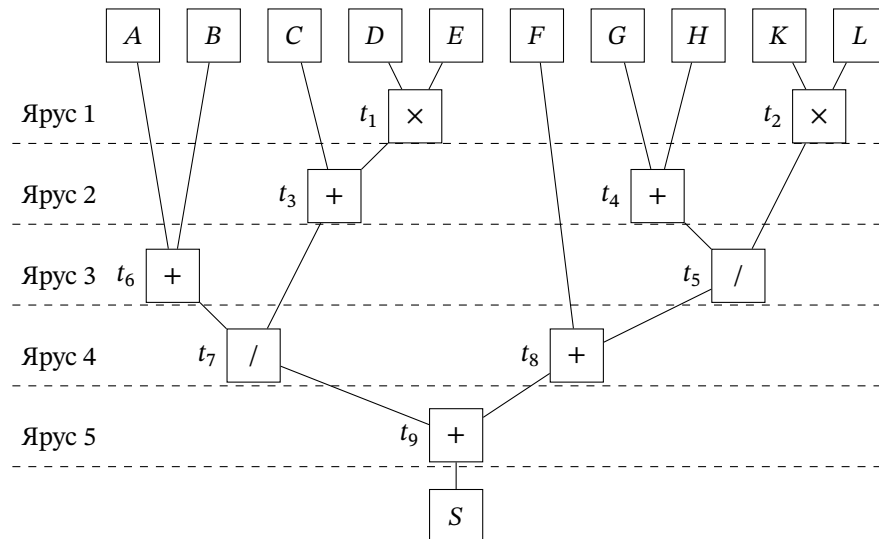 A B C D E F G H K L
Ярус 1 t₁ × t₂ ×
Ярус 2 t₃ + t₄ +
Ярус 3 t₆ + t₅ /
Ярус 4 t₇ / t₈ +
Ярус 5 t₉ +
S